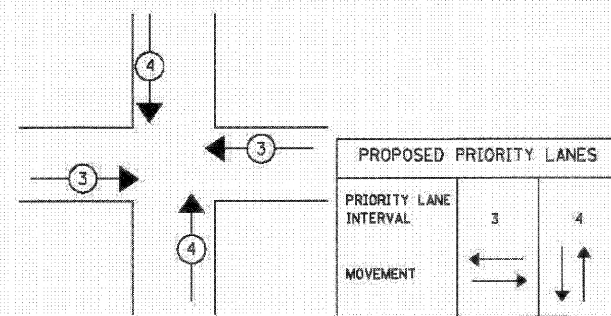 4
3
3
4
PROPOSED PRIORITY LANES
PRIORITY LANE
INTERVAL 3 4
MOVEMENT